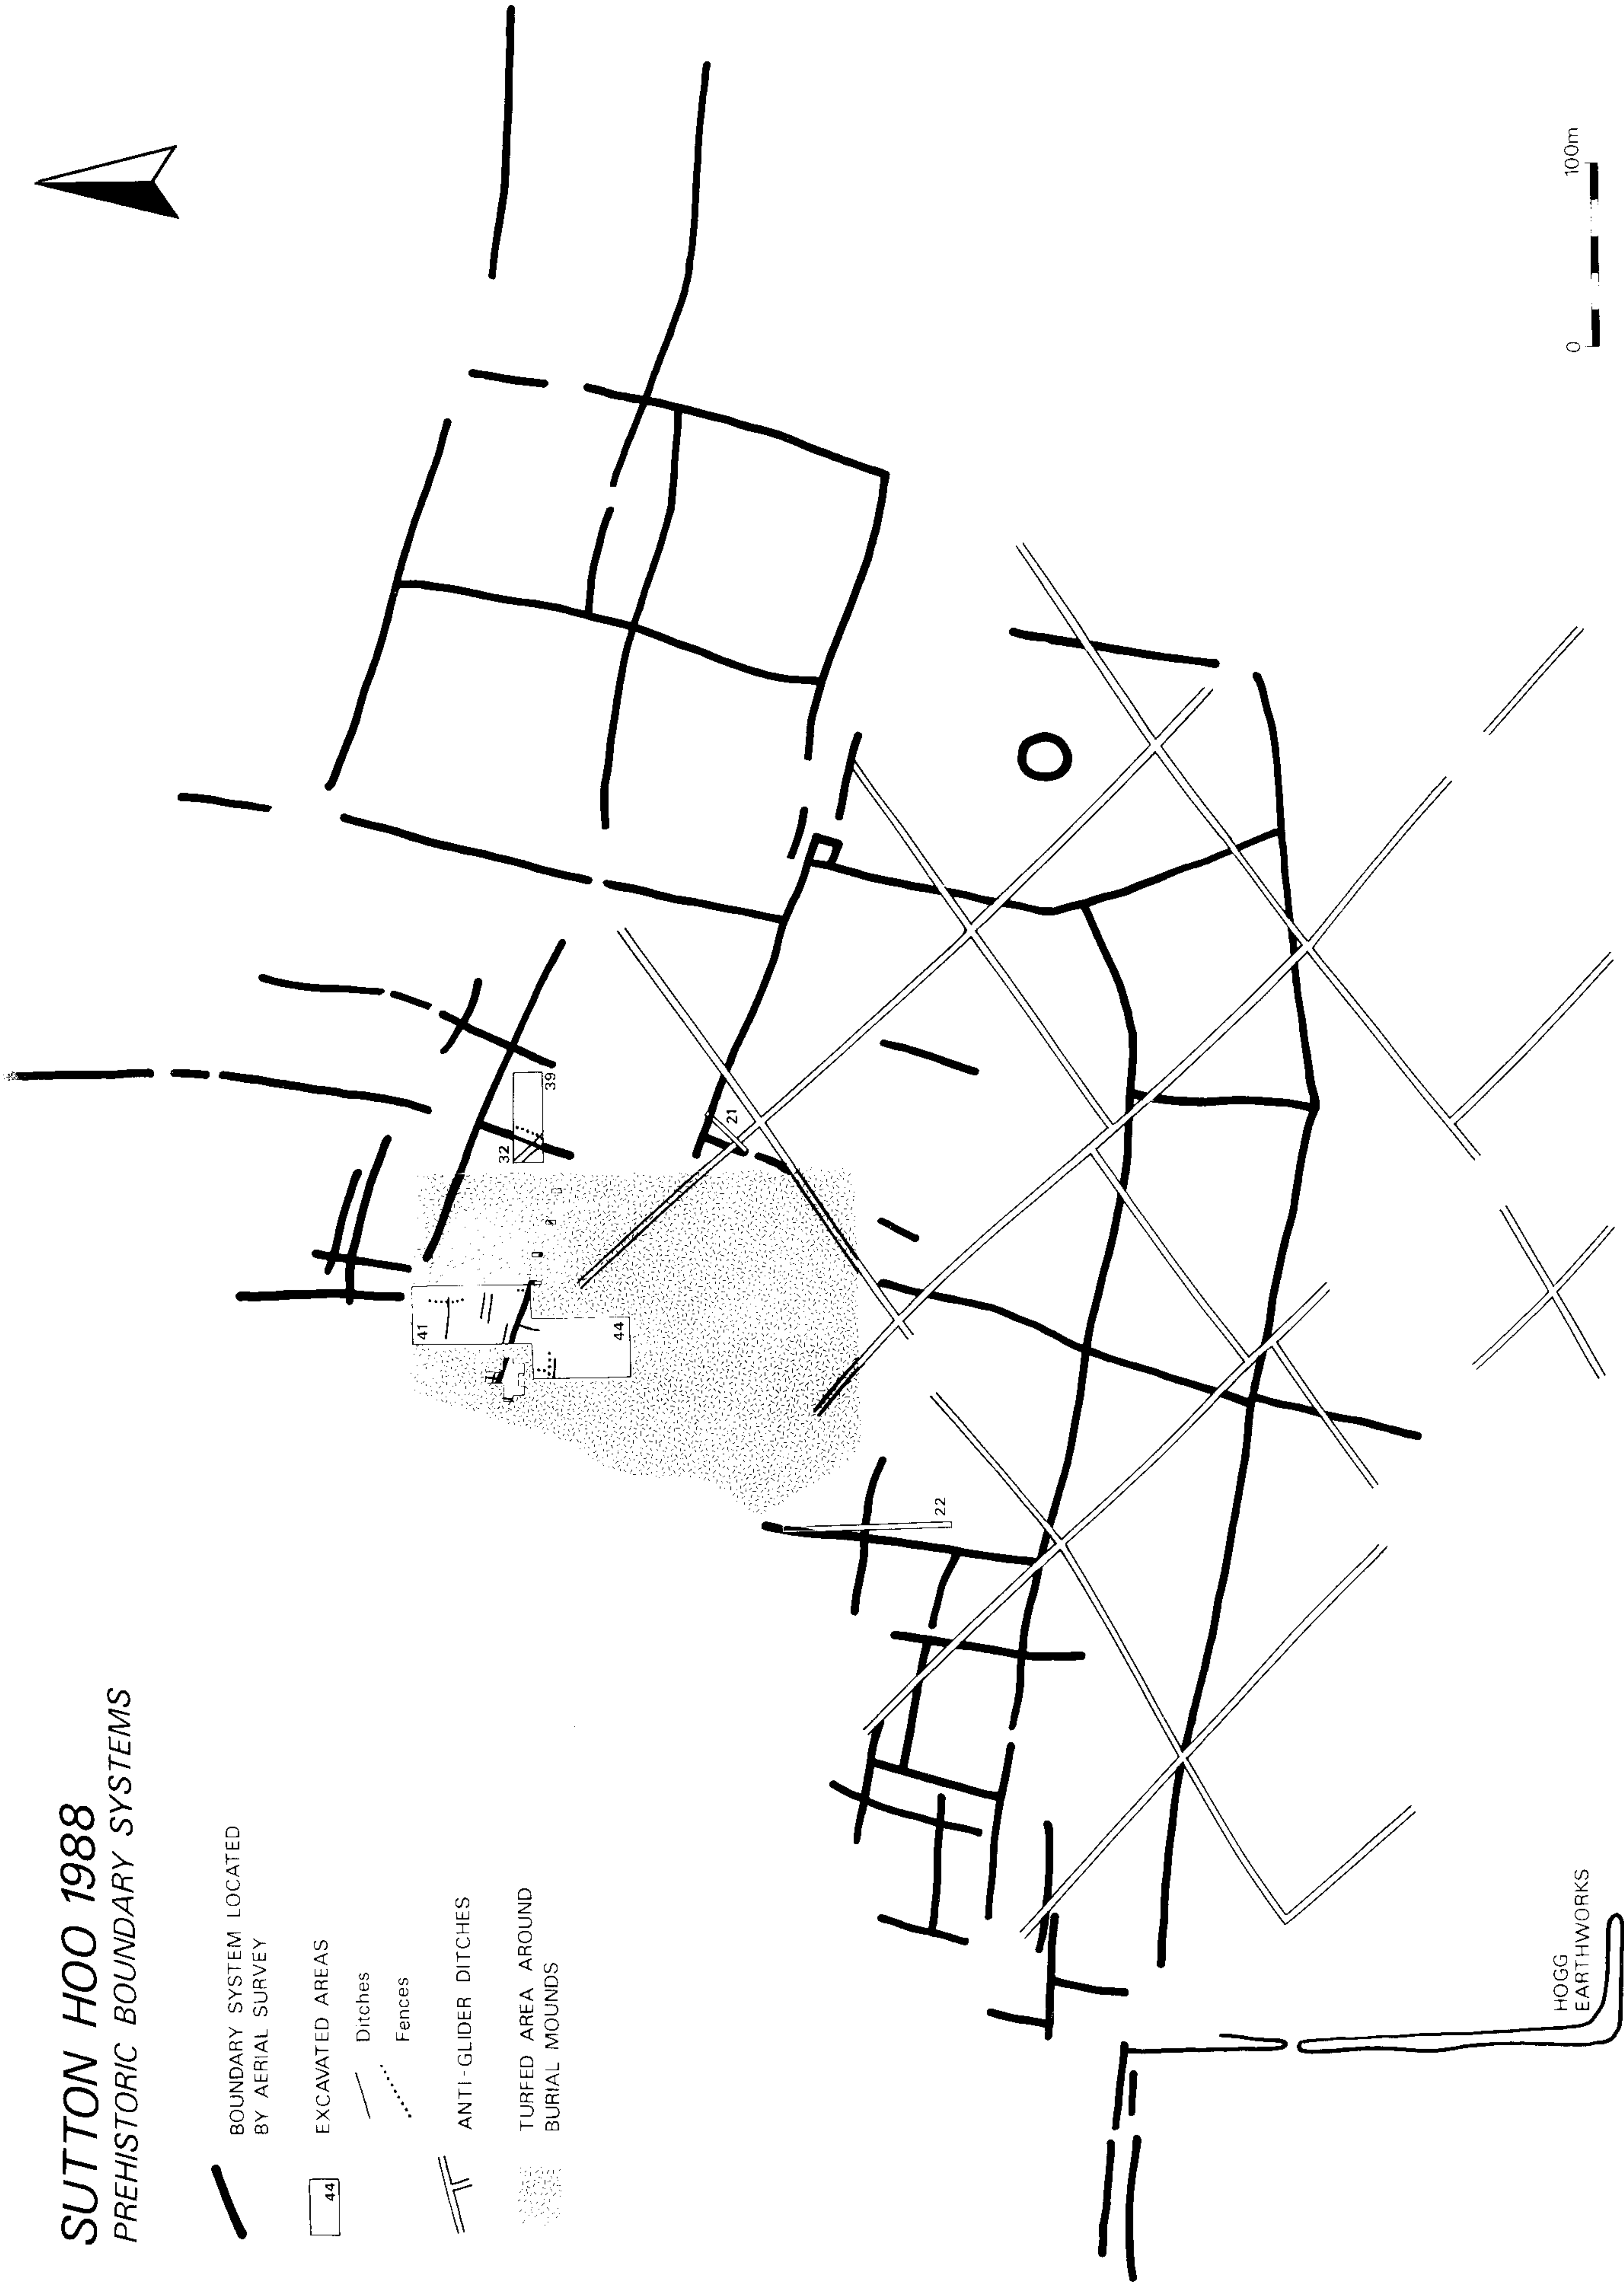 SUTTON HOO 1988
PREHISTORIC BOUNDARY SYSTEMS
BOUNDARY SYSTEM LOCATED
BY AERIAL SURVEY
44
EXCAVATED AREAS
Ditches
Fences
ANTI-GLIDER DITCHES
TURFED AREA AROUND
BURIAL MOUNDS
41
44
32
39
21
22
HOGG
EARTHWORKS
0
100m